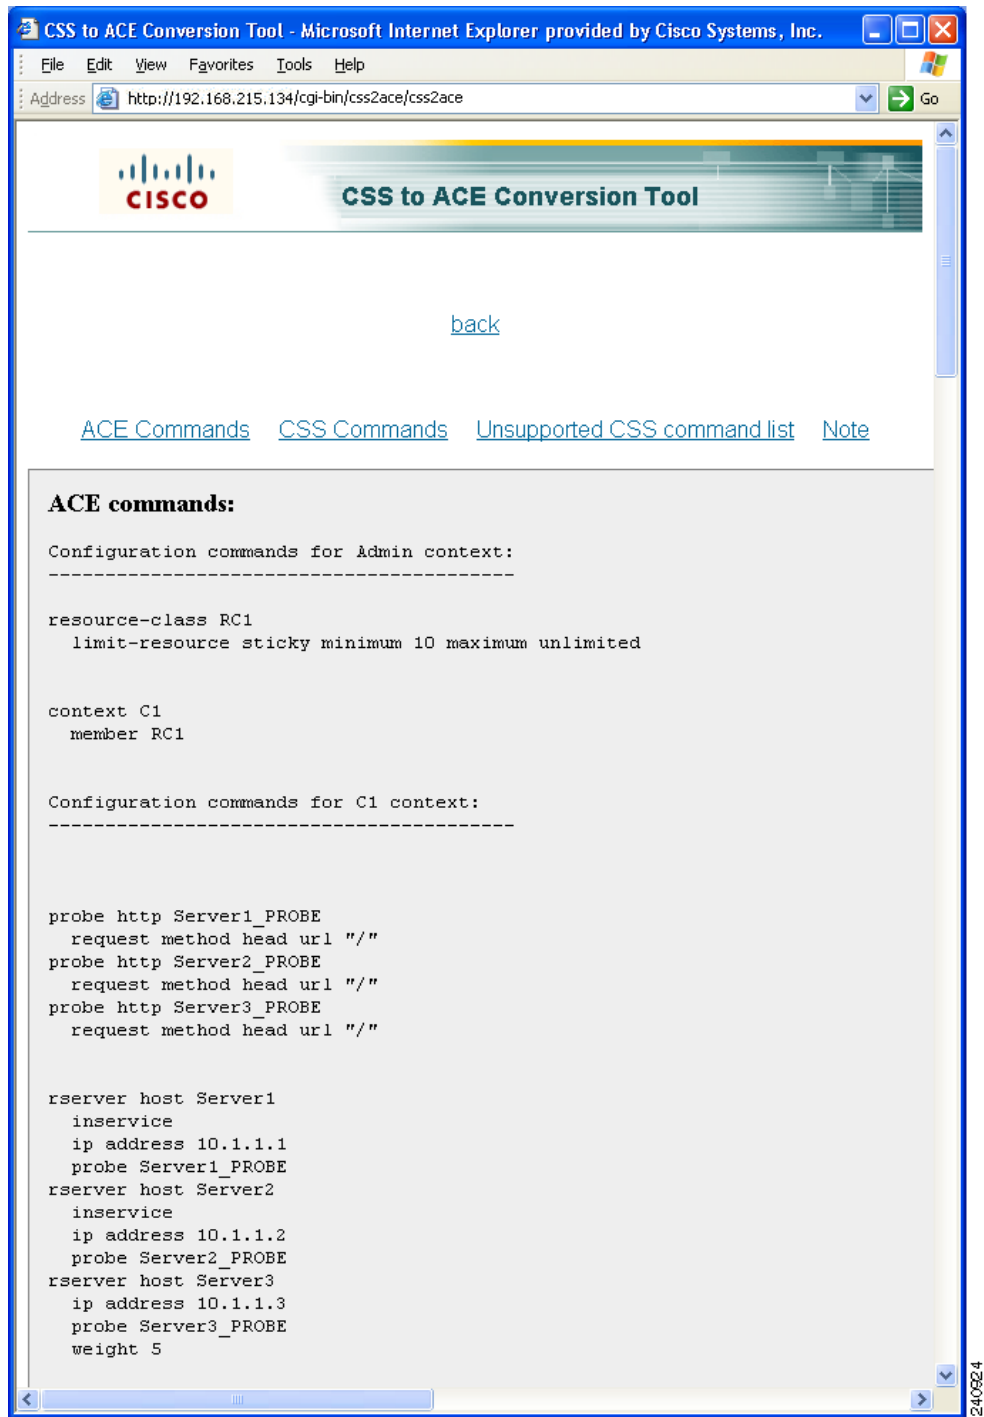 CSS to ACE Conversion Tool - Microsoft Internet Explorer provided by Cisco Systems, Inc.
File Edit View Favorites Tools Help
Address http://192.168.215.134/cgi-bin/css2ace/css2ace Go
CISCO
CSS to ACE Conversion Tool
back
ACE Commands CSS Commands Unsupported CSS command list Note
ACE commands:
Configuration commands for Admin context:
-----------------------------------------
resource-class RC1
limit-resource sticky minimum 10 maximum unlimited
context C1
member RC1
Configuration commands for C1 context:
-----------------------------------------
probe http Server1_PROBE
request method head url "/"
probe http Server2_PROBE
request method head url "/"
probe http Server3_PROBE
request method head url "/"
rserver host Server1
inservice
ip address 10.1.1.1
probe Server1_PROBE
rserver host Server2
inservice
ip address 10.1.1.2
probe Server2_PROBE
rserver host Server3
ip address 10.1.1.3
probe Server3_PROBE
weight 5
240924